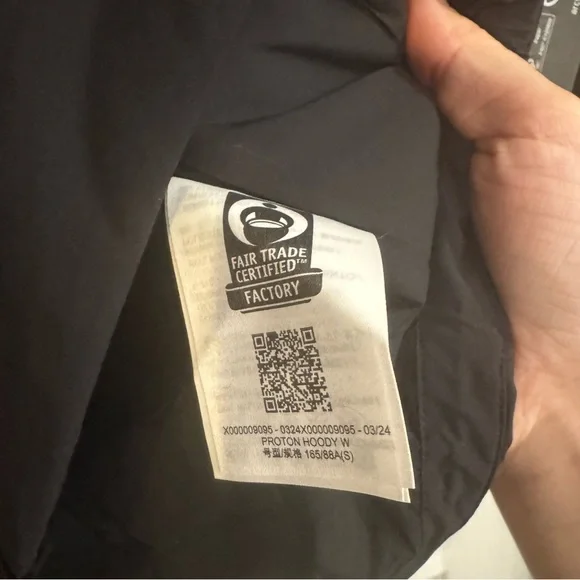 FAIR TRADE
CERTIFIED™
FACTORY
X000009095 - 0324X000009095 - 03/24
PROTON HOODY W
号型/规格 165/88A(S)